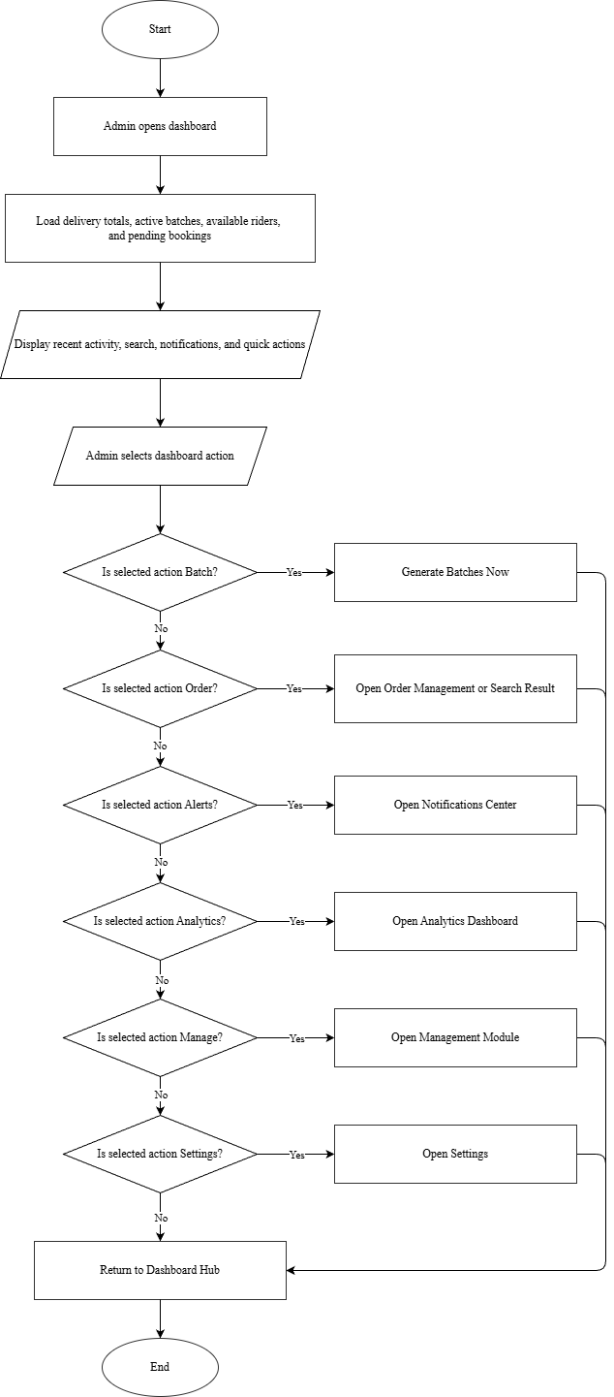 Start
Admin opens dashboard
Load delivery totals, active batches, available riders,
and pending bookings
Display recent activity, search, notifications, and quick actions
Admin selects dashboard action
Is selected action Batch?
Yes
Generate Batches Now
No
Is selected action Order?
Yes
Open Order Management or Search Result
No
Is selected action Alerts?
Yes
Open Notifications Center
No
Is selected action Analytics?
Yes
Open Analytics Dashboard
No
Is selected action Manage?
Yes
Open Management Module
No
Is selected action Settings?
Yes
Open Settings
No
Return to Dashboard Hub
End